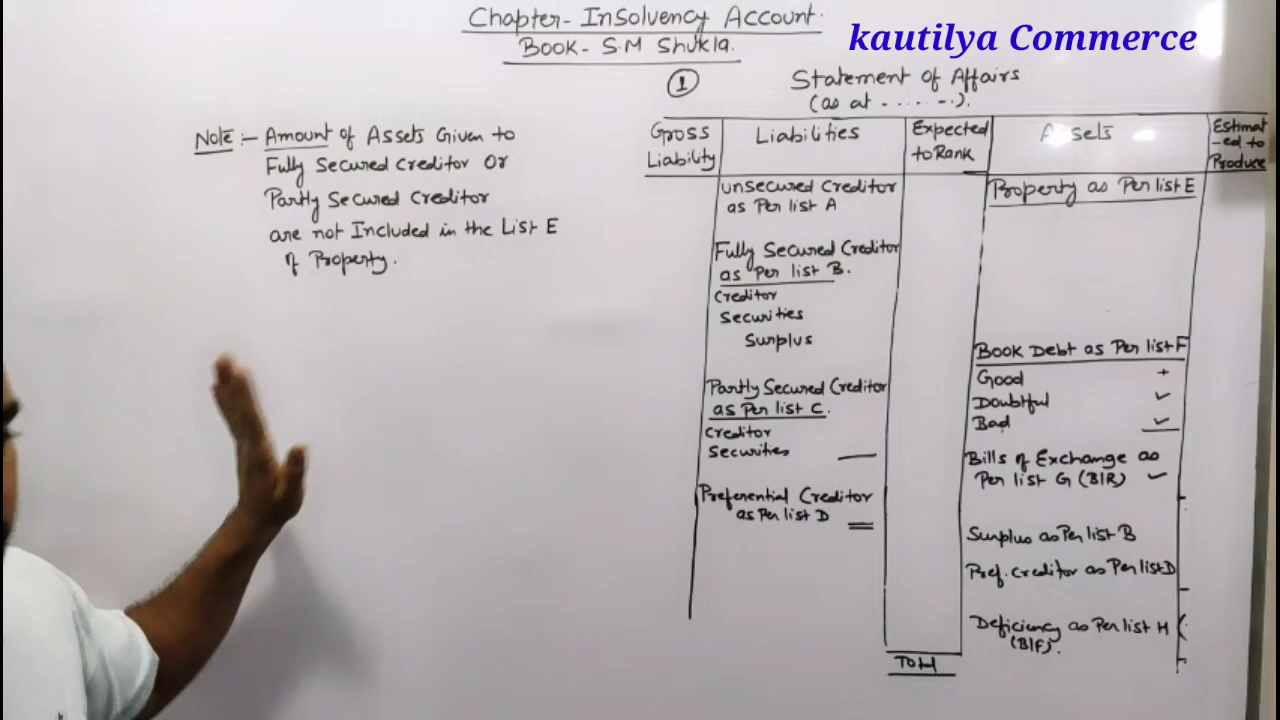 Chapter- Insolvency Account.
Book- S.M Shukla.
kautilya Commerce
① Statement of Affairs
(as at ........).
Note :- Amount of Assets Given to
Fully Secured Creditor Or
Partly Secured Creditor
are not Included in the List E
of Property.
Gross Liability | Liabilities | Expected to Rank | Assets | Estimat-ed to Produce
Unsecured Creditor
as Per list A
Fully Secured Creditor
as Per list B.
Creditor
Securities
Surplus
Partly Secured Creditor
as Per list C.
Creditor
Securities
Preferential Creditor
as Per list D
Property as Per list E
Book Debt as Per list F
Good +
Doubtful ✓
Bad ✓
Bills of Exchange as
Per list G (B/R) ✓
Surplus as Per list B
Pref. Creditor as Per list D
Deficiency as Per list H (
(B/F).